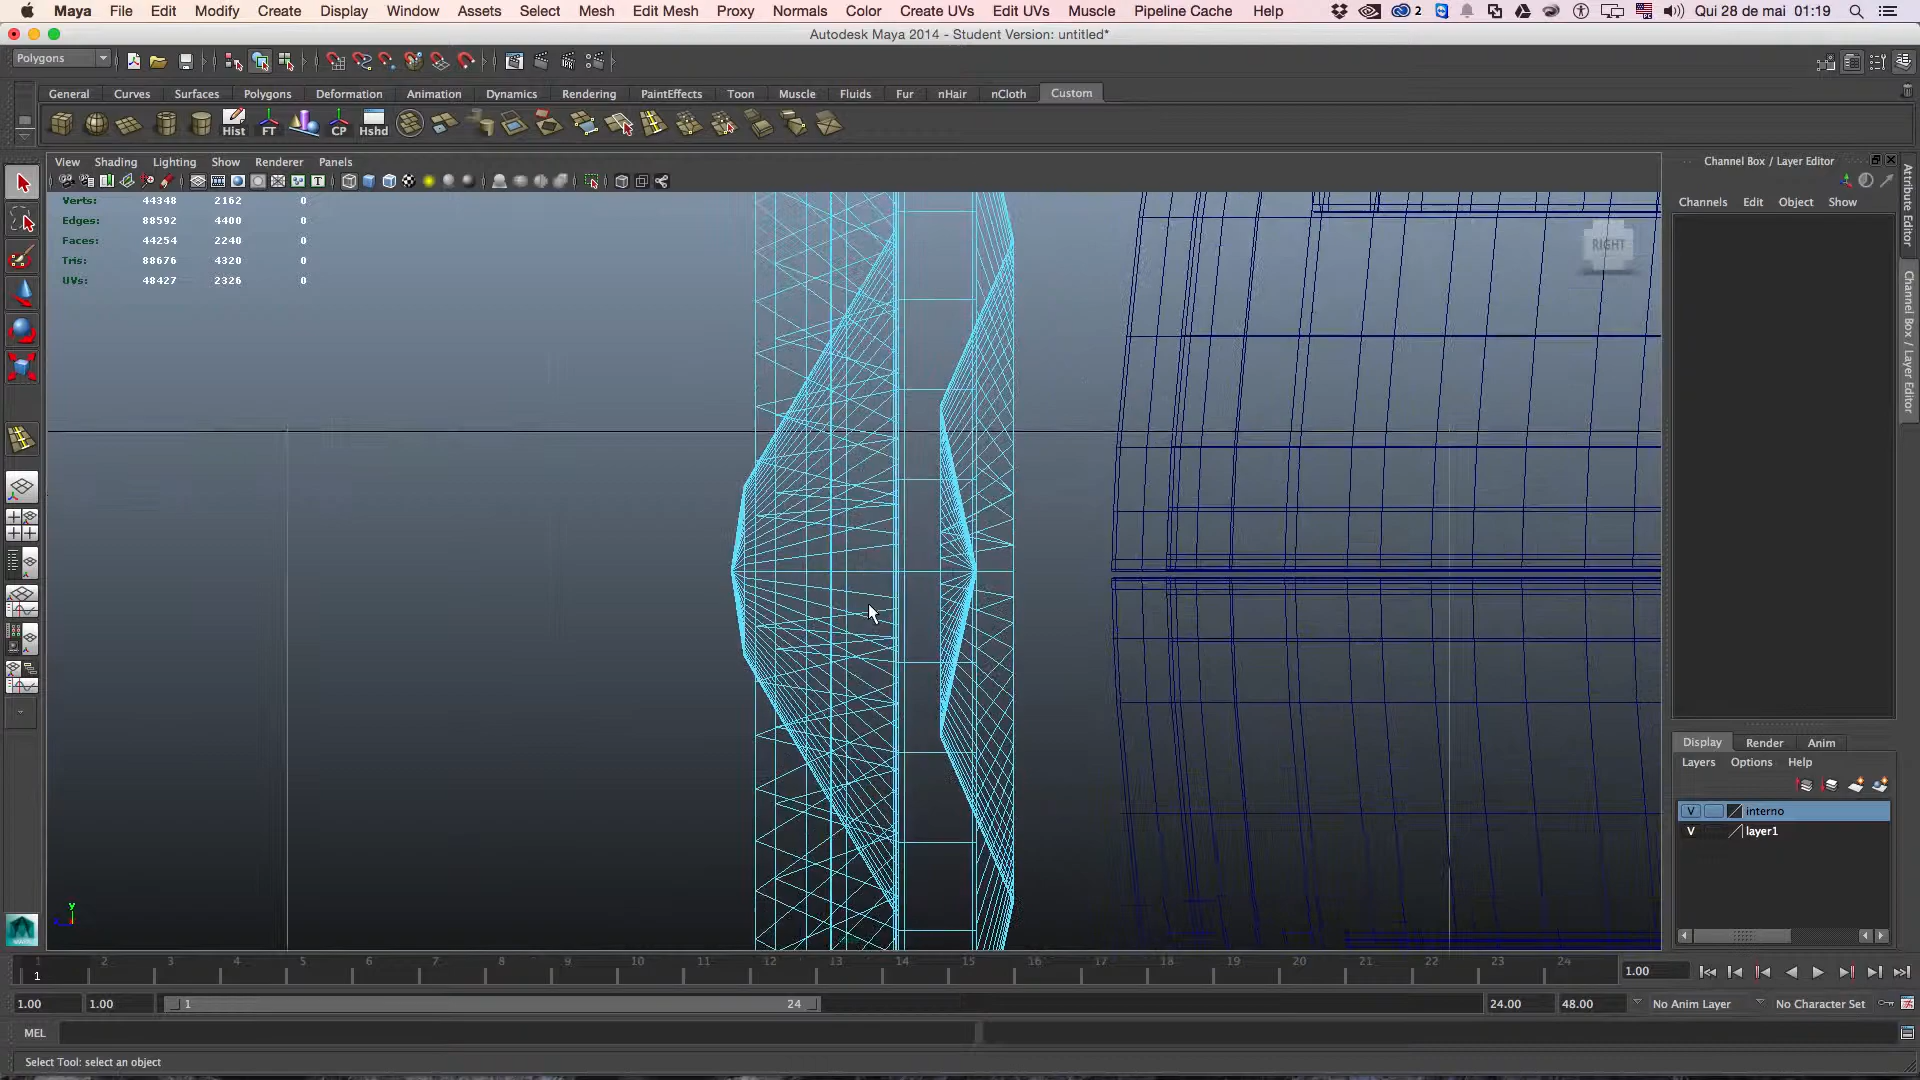 Maya File Edit Modify Create Display Window Assets Select Mesh Edit Mesh Proxy Normals Color Create UVs Edit UVs Muscle Pipeline Cache Help 2 Qui 28 de mai 01:19
Autodesk Maya 2014 - Student Version: untitled*
Polygons
General Curves Surfaces Polygons Deformation Animation Dynamics Rendering PaintEffects Toon Muscle Fluids Fur nHair nCloth Custom
Hist FT CP Hshd
View Shading Lighting Show Renderer Panels
Channel Box / Layer Editor
Channels Edit Object Show
Verts: 44348 2162 0
Edges: 88592 4400 0
Faces: 44254 2240 0
Tris: 88676 4320 0
UVs: 48427 2326 0
RIGHT
Attribute Editor
Channel Box / Layer Editor
Display Render Anim
Layers Options Help
V interno
V layer1
y
1 2 3 4 5 6 7 8 9 10 11 12 13 14 15 16 17 18 19 20 21 22 23 24
1
1.00
1.00 1.00 1 24 24.00 48.00 No Anim Layer No Character Set
MEL
Select Tool: select an object